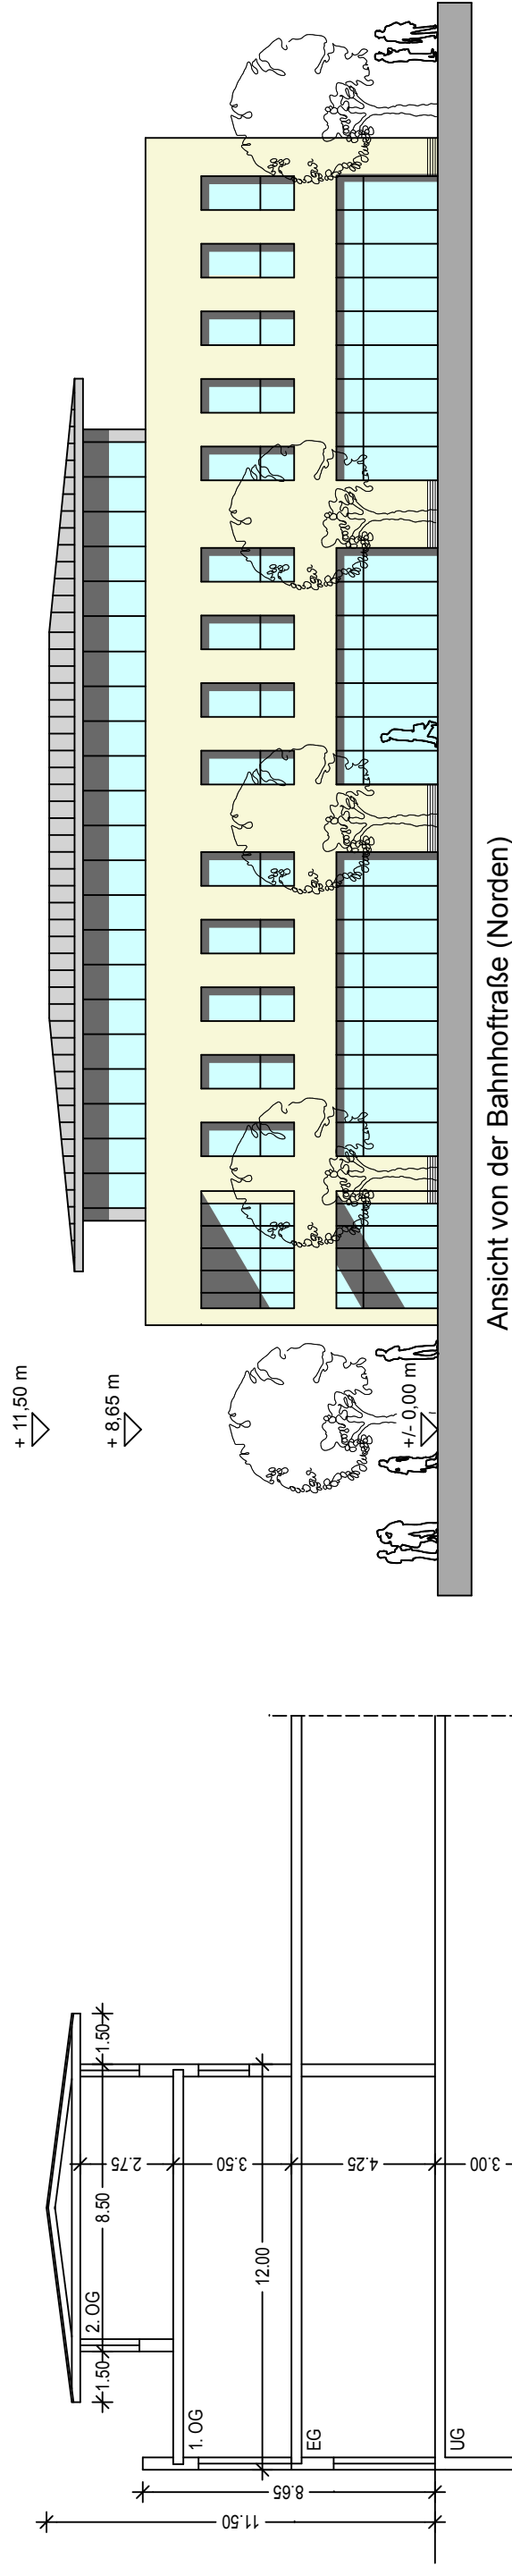 + 11,50 m
+ 8,65 m
+/- 0,00 m
Ansicht von der Bahnhoftraße (Norden)
1.50
8.50
1.50
2. OG
2.75
1. OG
3.50
12.00
EG
4.25
UG
3.00
8.65
11.50